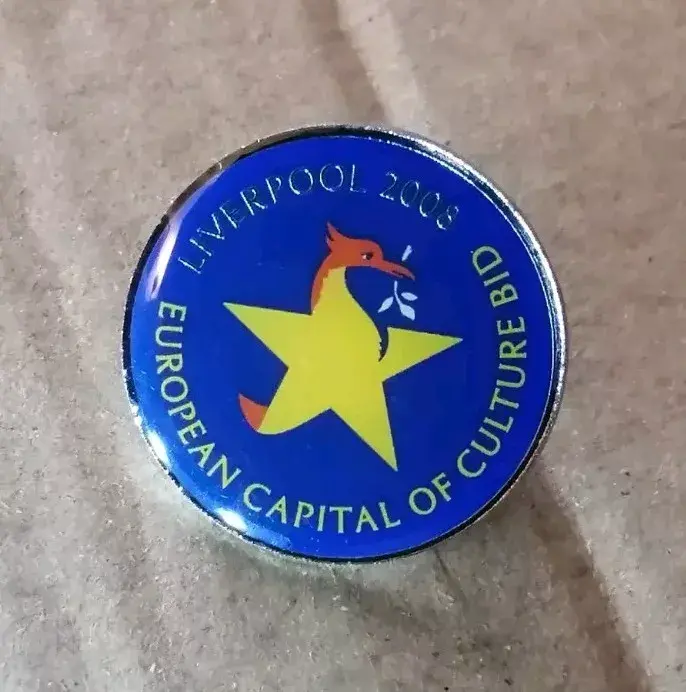 LIVERPOOL 2008
EUROPEAN CAPITAL OF CULTURE BID